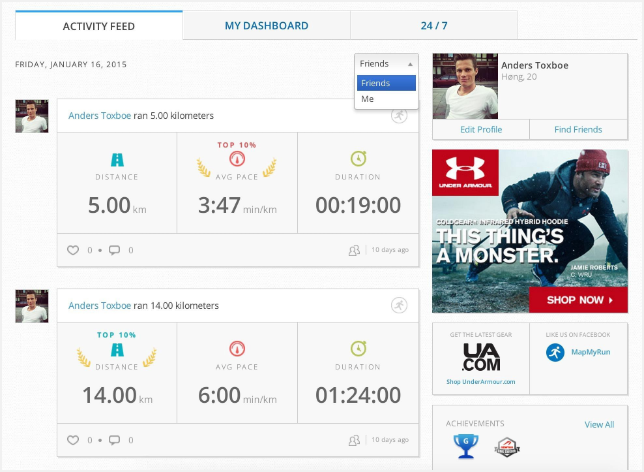 ACTIVITY FEED
MY DASHBOARD
24 / 7
FRIDAY, JANUARY 16, 2015
Friends
Friends
Me
Anders Toxboe ran 5.00 kilometers
TOP 10%
DISTANCE
AVG PACE
DURATION
5.00 km
3:47 min/km
00:19:00
0
0
10 days ago
Anders Toxboe ran 14.00 kilometers
TOP 10%
DISTANCE
AVG PACE
DURATION
14.00 km
6:00 min/km
01:24:00
0
0
10 days ago
Anders Toxboe
Høng, 20
Edit Profile
Find Friends
UNDER ARMOUR
COLDGEAR® INFRARED HYBRID HOODIE
THIS THING'S
A MONSTER.
JAMIE ROBERTS
C: WRU
SHOP NOW
GET THE LATEST GEAR
UA
.COM
Shop UnderArmour.com
LIKE US ON FACEBOOK
MapMyRun
ACHIEVEMENTS
View All
6